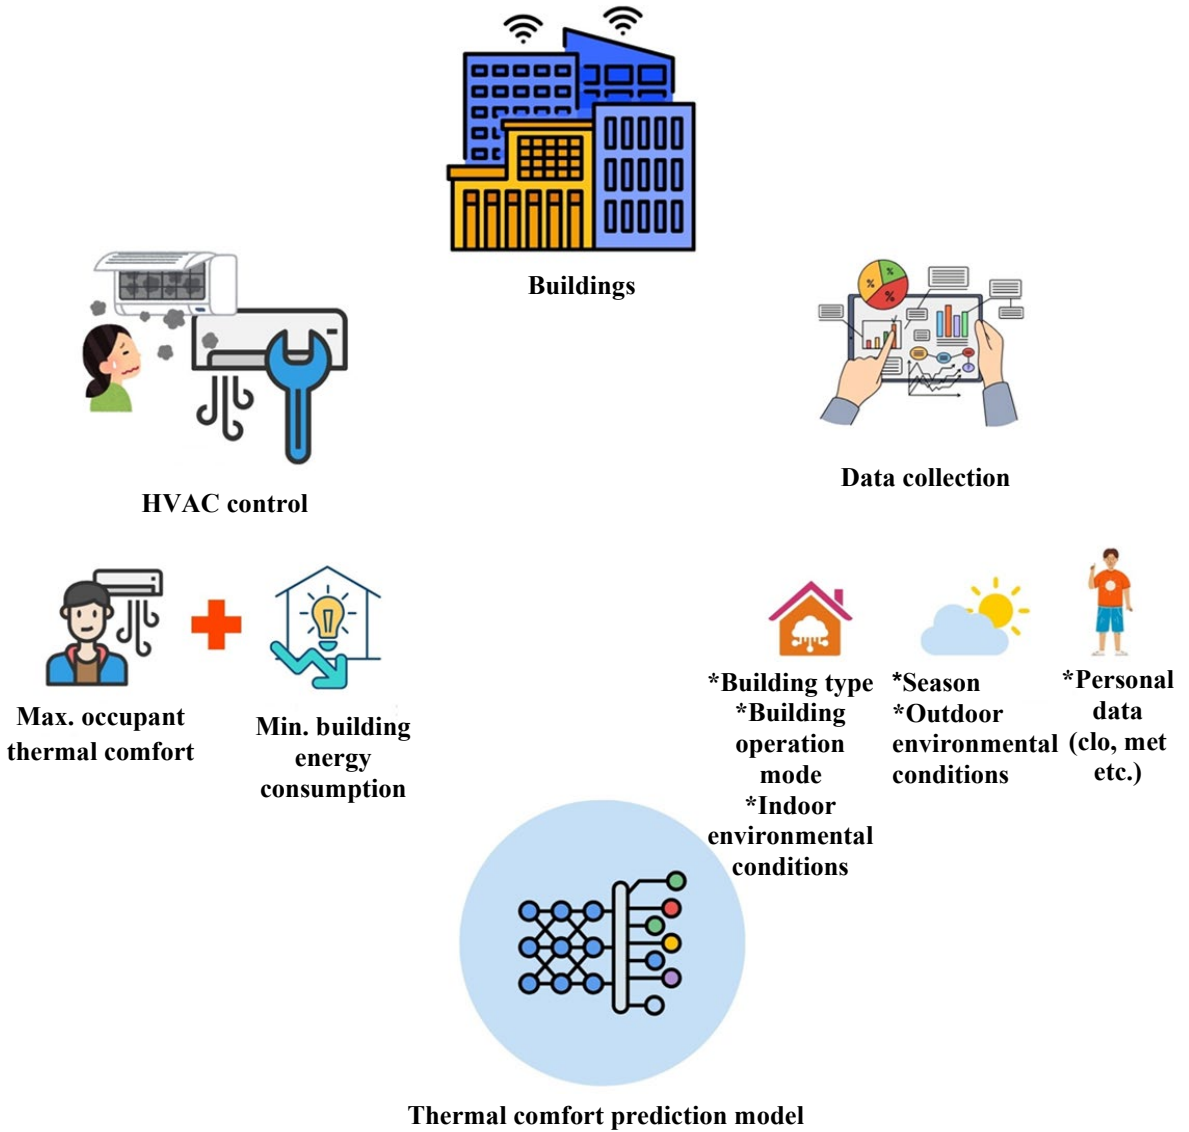 Buildings
%
%
%
Data collection
HVAC control
Max. occupant
thermal comfort
Min. building
energy
consumption
*Building type
*Building
operation
mode
*Indoor
environmental
conditions
*Season
*Outdoor
environmental
conditions
*Personal
data
(clo, met
etc.)
Thermal comfort prediction model